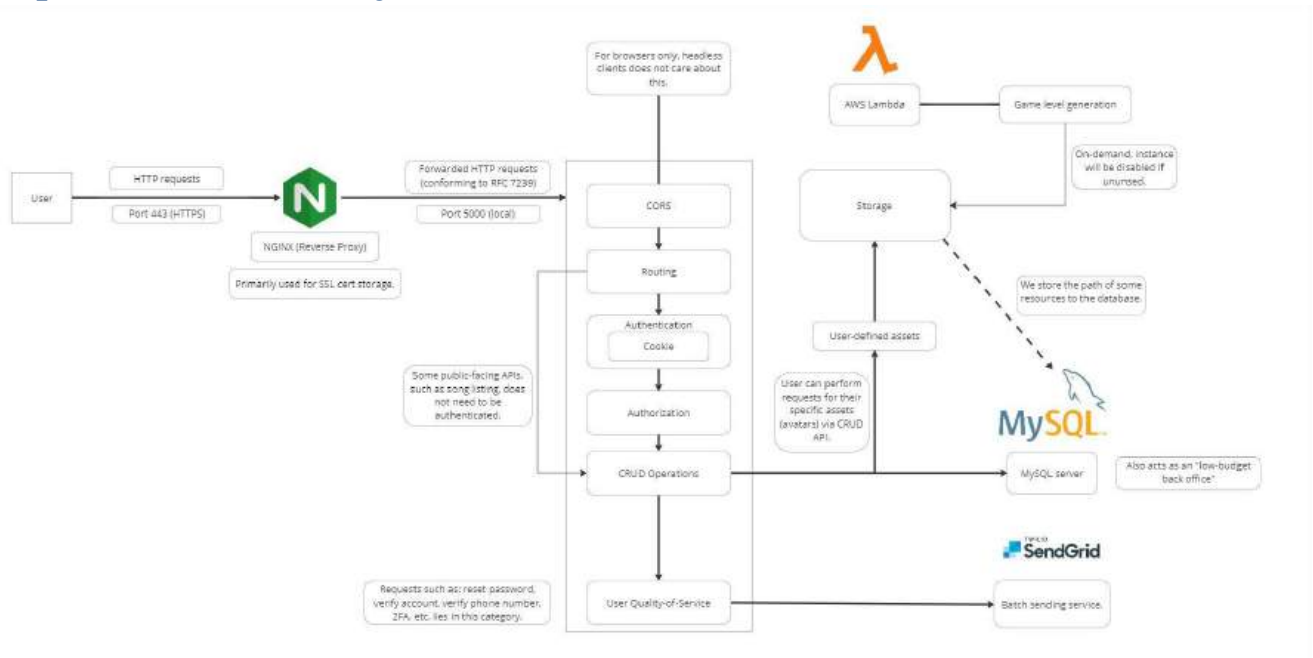 For browsers only, headless
clients does not care about
this.
AWS Lambda
Game level generation
On-demand, instance
will be disabled if
ununsed.
User
HTTP requests
Port 443 (HTTPS)
N
NGINX (Reverse Proxy)
Primarily used for SSL cert storage.
Forwarded HTTP requests
(conforming to RFC 7239)
Port 5000 (local)
CORS
Routing
Authentication
Cookie
Authorization
CRUD Operations
User Quality-of-Service
Some public-facing APIs,
such as song listing, does
not need to be
authenticated.
Requests such as: reset password,
verify account, verify phone number,
2FA, etc. lies in this category.
Storage
User-defined assets
User can perform
requests for their
specific assets
(avatars) via CRUD
API.
We store the path of some
resources to the database.
MySQL
MySQL server
Also acts as an "low-budget
back office"
TWILIO
SendGrid
Batch sending service.